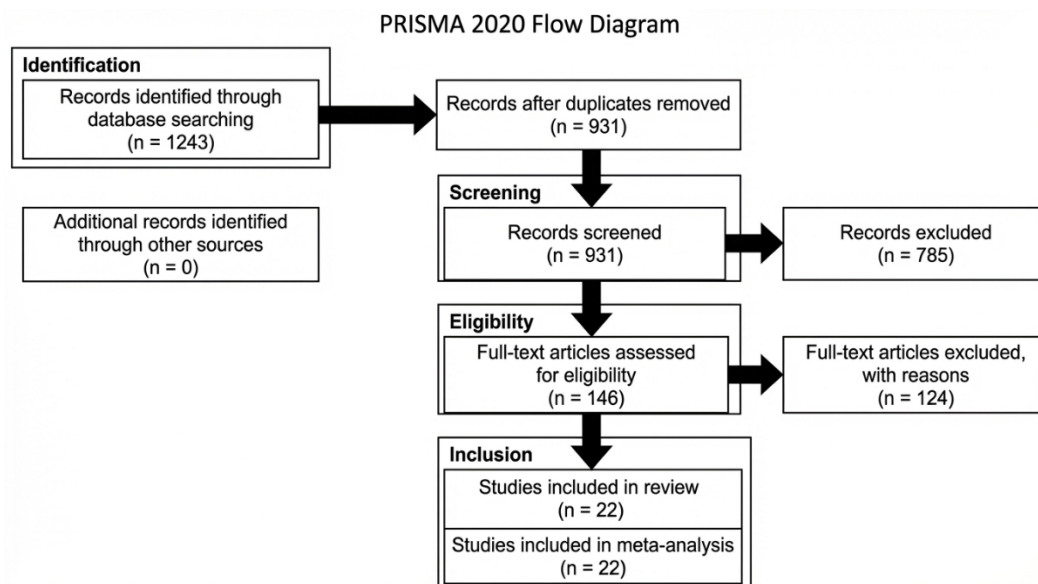 PRISMA 2020 Flow Diagram
Identification
Records identified through
database searching
(n = 1243)
Records after duplicates removed
(n = 931)
Additional records identified
through other sources
(n = 0)
Screening
Records screened
(n = 931)
Records excluded
(n = 785)
Eligibility
Full-text articles assessed
for eligibility
(n = 146)
Full-text articles excluded,
with reasons
(n = 124)
Inclusion
Studies included in review
(n = 22)
Studies included in meta-analysis
(n = 22)